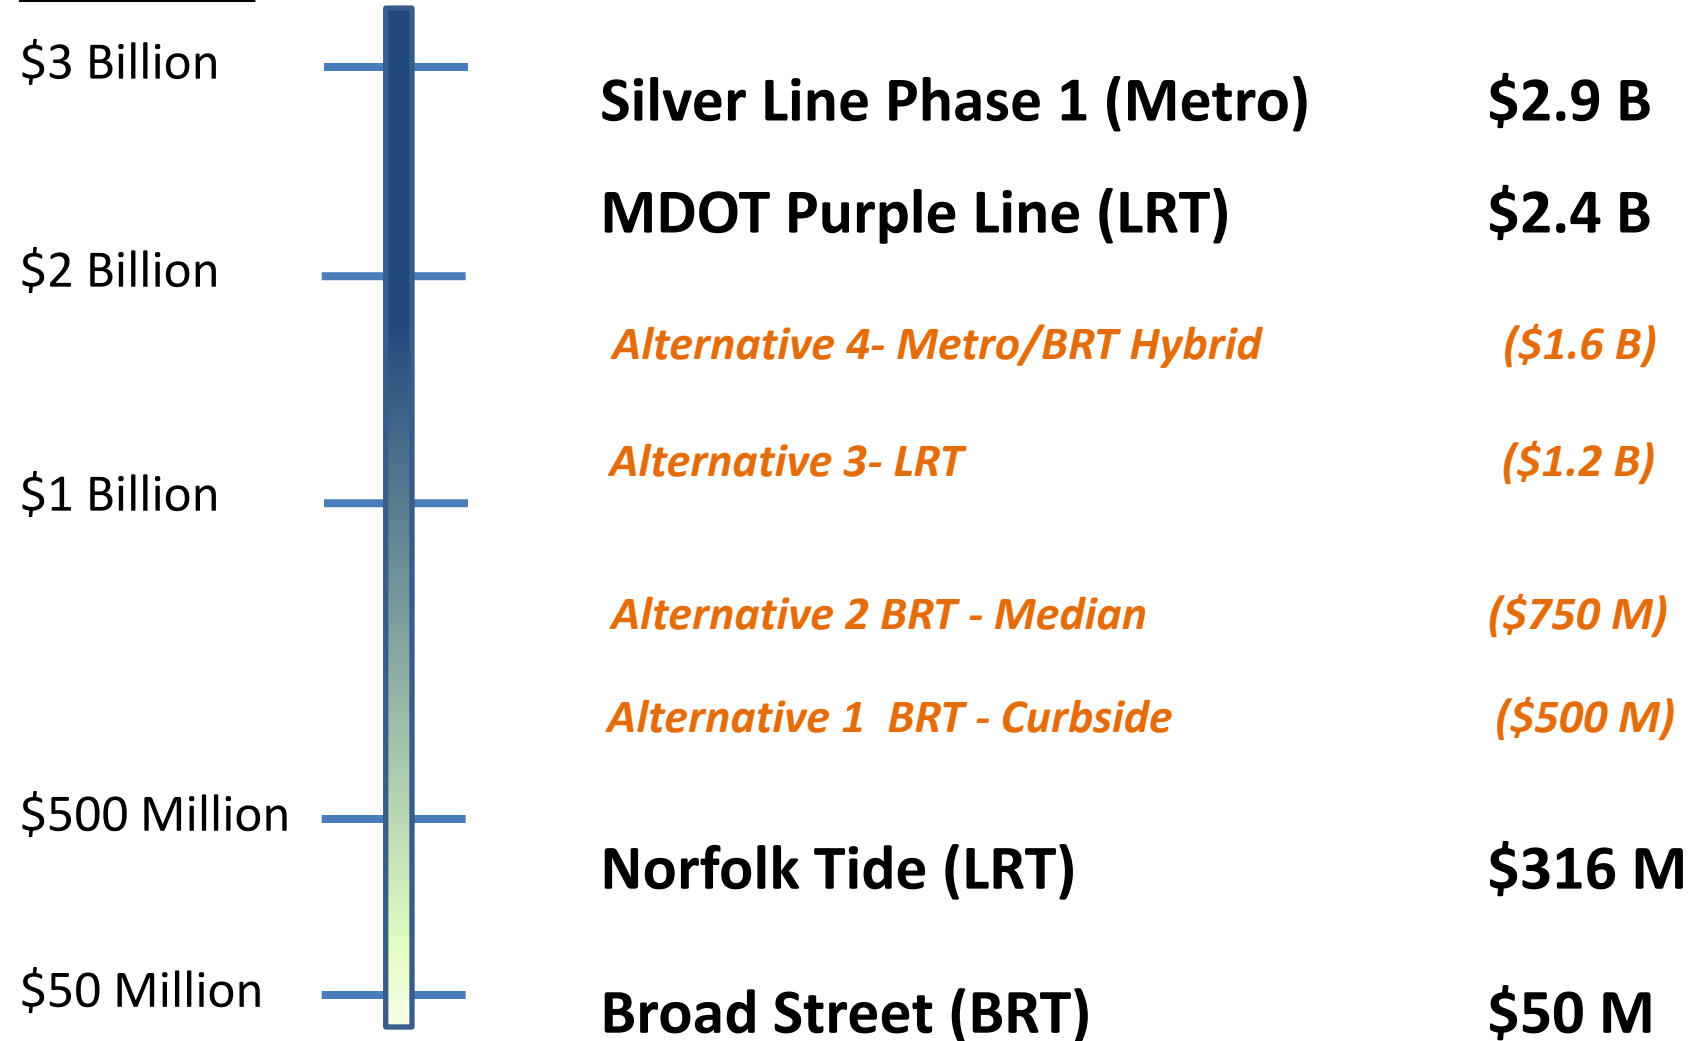 $3 Billion
Silver Line Phase 1 (Metro) $2.9 B
MDOT Purple Line (LRT) $2.4 B
$2 Billion
Alternative 4- Metro/BRT Hybrid ($1.6 B)
Alternative 3- LRT ($1.2 B)
$1 Billion
Alternative 2 BRT - Median ($750 M)
Alternative 1  BRT - Curbside ($500 M)
$500 Million
Norfolk Tide (LRT) $316 M
$50 Million
Broad Street (BRT) $50 M